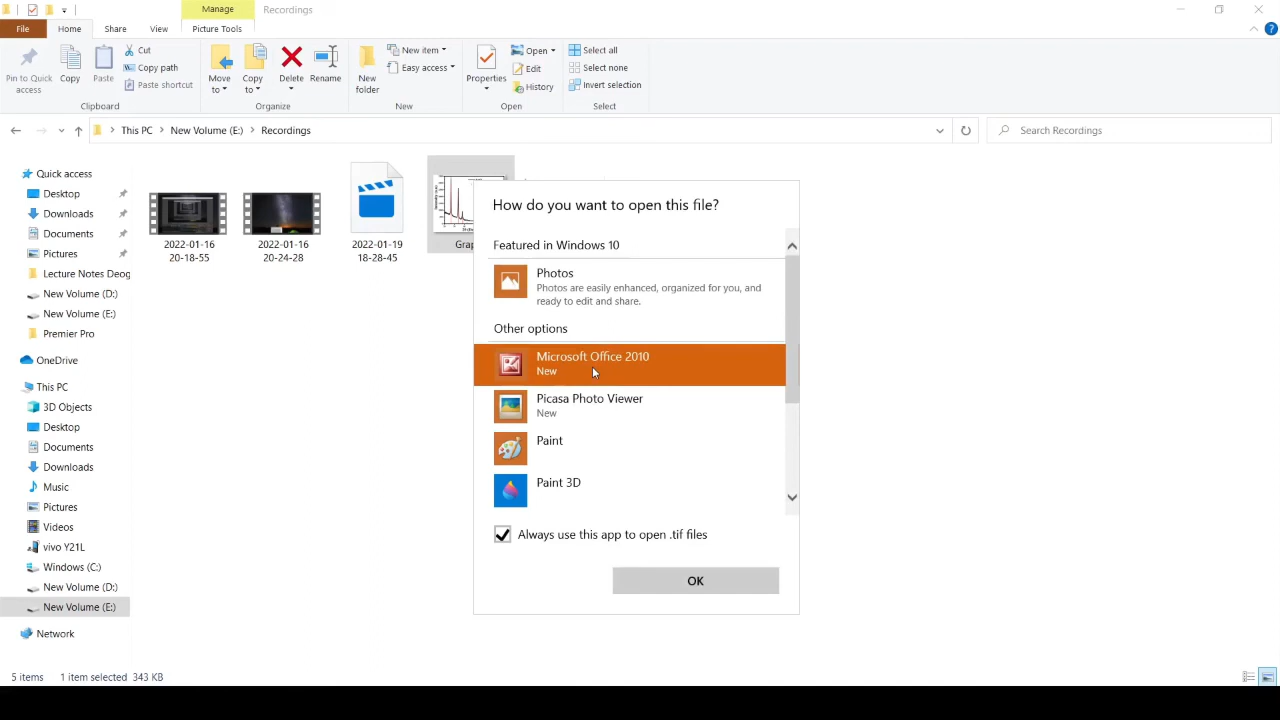 Manage
Recordings
File
Home
Share
View
Picture Tools
Pin to Quick
access
Copy
Paste
Cut
Copy path
Paste shortcut
Clipboard
Move
to
Copy
to
Delete
Rename
Organize
New
folder
New item
Easy access
New
Properties
Open
Edit
History
Open
Select all
Select none
Invert selection
Select
This PC
New Volume (E:)
Recordings
Search Recordings
Quick access
Desktop
Downloads
Documents
Pictures
Lecture Notes Deog
New Volume (D:)
New Volume (E:)
Premier Pro
OneDrive
This PC
3D Objects
Desktop
Documents
Downloads
Music
Pictures
Videos
vivo Y21L
Windows (C:)
New Volume (D:)
New Volume (E:)
Network
2022-01-16
20-18-55
2022-01-16
20-24-28
2022-01-19
18-28-45
Grap
How do you want to open this file?
Featured in Windows 10
Photos
Photos are easily enhanced, organized for you, and
ready to edit and share.
Other options
Microsoft Office 2010
New
Picasa Photo Viewer
New
Paint
Paint 3D
Always use this app to open .tif files
OK
5 items
1 item selected 343 KB